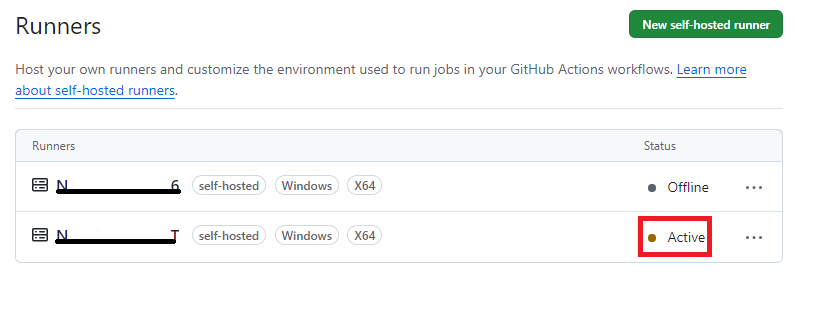 Runners
New self-hosted runner
Host your own runners and customize the environment used to run jobs in your GitHub Actions workflows. Learn more
about self-hosted runners.
Runners Status
N 6 self-hosted Windows X64 Offline
N T self-hosted Windows X64 Active